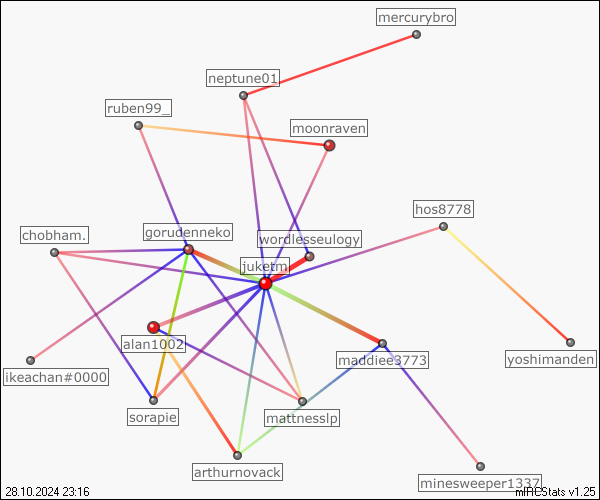 mercurybro
neptune01
ruben99_
moonraven
hos8778
chobham.
gorudenneko
wordlesseulogy
juketm
alan1002
maddiee3773
yoshimanden
ikeachan#0000
sorapie
mattnesslp
arthurnovack
minesweeper1337
28.10.2024 23:16
mIRCStats v1.25